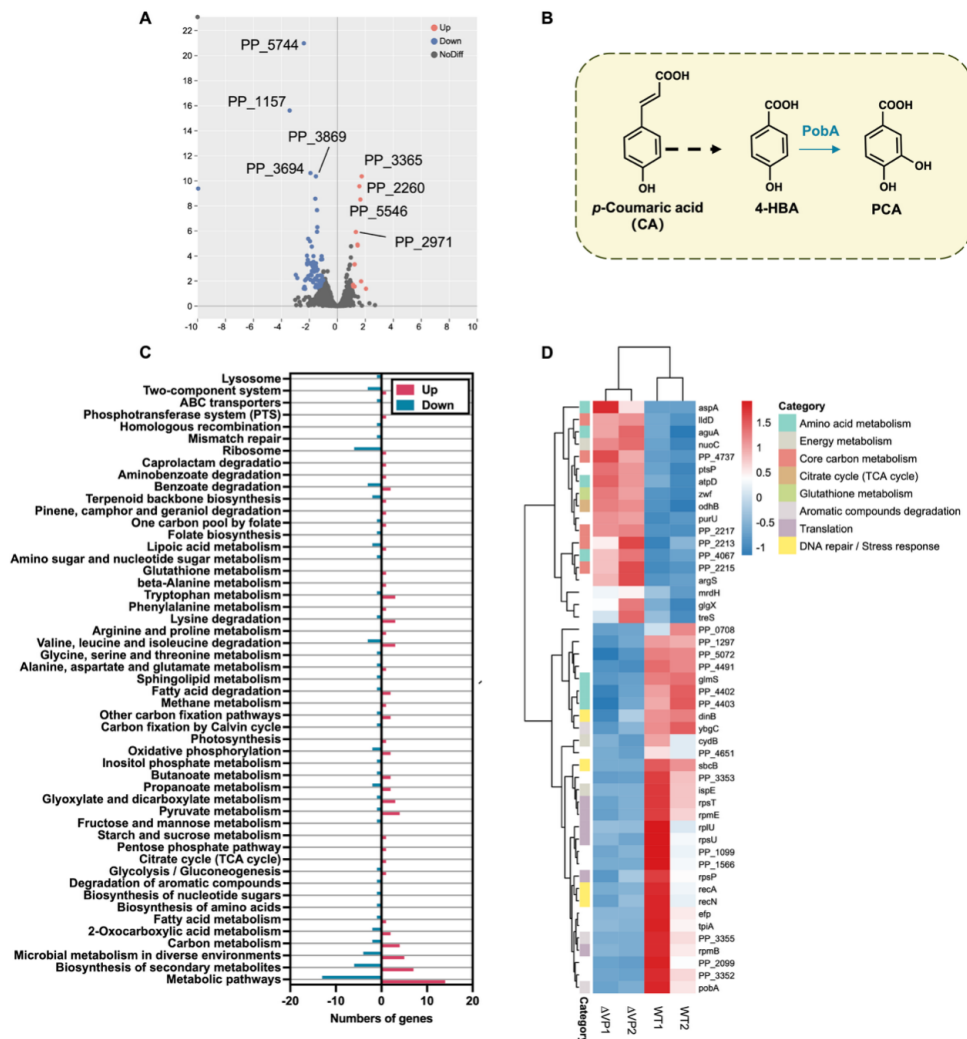 A
22
20
18
16
14
12
10
8
6
4
2
0
-10
-8
-6
-4
-2
0
2
4
6
8
10
Up
Down
NoDiff
PP_5744
PP_1157
PP_3869
PP_3694
PP_3365
PP_2260
PP_5546
PP_2971
B
COOH
COOH
COOH
PobA
OH
OH
OH
OH
p-Coumaric acid
(CA)
4-HBA
PCA
C
Up
Down
Lysosome
Two-component system
ABC transporters
Phosphotransferase system (PTS)
Homologous recombination
Mismatch repair
Ribosome
Caprolactam degradatio
Aminobenzoate degradation
Benzoate degradation
Terpenoid backbone biosynthesis
Pinene, camphor and geraniol degradation
One carbon pool by folate
Folate biosynthesis
Lipoic acid metabolism
Amino sugar and nucleotide sugar metabolism
Glutathione metabolism
beta-Alanine metabolism
Tryptophan metabolism
Phenylalanine metabolism
Lysine degradation
Arginine and proline metabolism
Valine, leucine and isoleucine degradation
Glycine, serine and threonine metabolism
Alanine, aspartate and glutamate metabolism
Sphingolipid metabolism
Fatty acid degradation
Methane metabolism
Other carbon fixation pathways
Carbon fixation by Calvin cycle
Photosynthesis
Oxidative phosphorylation
Inositol phosphate metabolism
Butanoate metabolism
Propanoate metabolism
Glyoxylate and dicarboxylate metabolism
Pyruvate metabolism
Fructose and mannose metabolism
Starch and sucrose metabolism
Pentose phosphate pathway
Citrate cycle (TCA cycle)
Glycolysis / Gluconeogenesis
Degradation of aromatic compounds
Biosynthesis of nucleotide sugars
Biosynthesis of amino acids
Fatty acid metabolism
2-Oxocarboxylic acid metabolism
Carbon metabolism
Microbial metabolism in diverse environments
Biosynthesis of secondary metabolites
Metabolic pathways
-20
-10
0
10
20
Numbers of genes
D
aspA
lldD
aguA
nuoC
PP_4737
ptsP
atpD
zwf
odhB
purU
PP_2217
PP_2213
PP_4067
PP_2215
argS
mrdH
glgX
treS
PP_0708
PP_1297
PP_5072
PP_4491
glmS
PP_4402
PP_4403
dinB
ybgC
cydB
PP_4651
sbcB
PP_3353
ispE
rpsT
rpmE
rplU
rpsU
PP_1099
PP_1566
rpsP
recA
recN
efp
tpiA
PP_3355
rpmB
PP_2099
PP_3352
pobA
Category
ΔVP1
ΔVP2
WT1
WT2
1.5
1
0.5
0
-0.5
-1
Category
Amino acid metabolism
Energy metabolism
Core carbon metabolism
Citrate cycle (TCA cycle)
Glutathione metabolism
Aromatic compounds degradation
Translation
DNA repair / Stress response